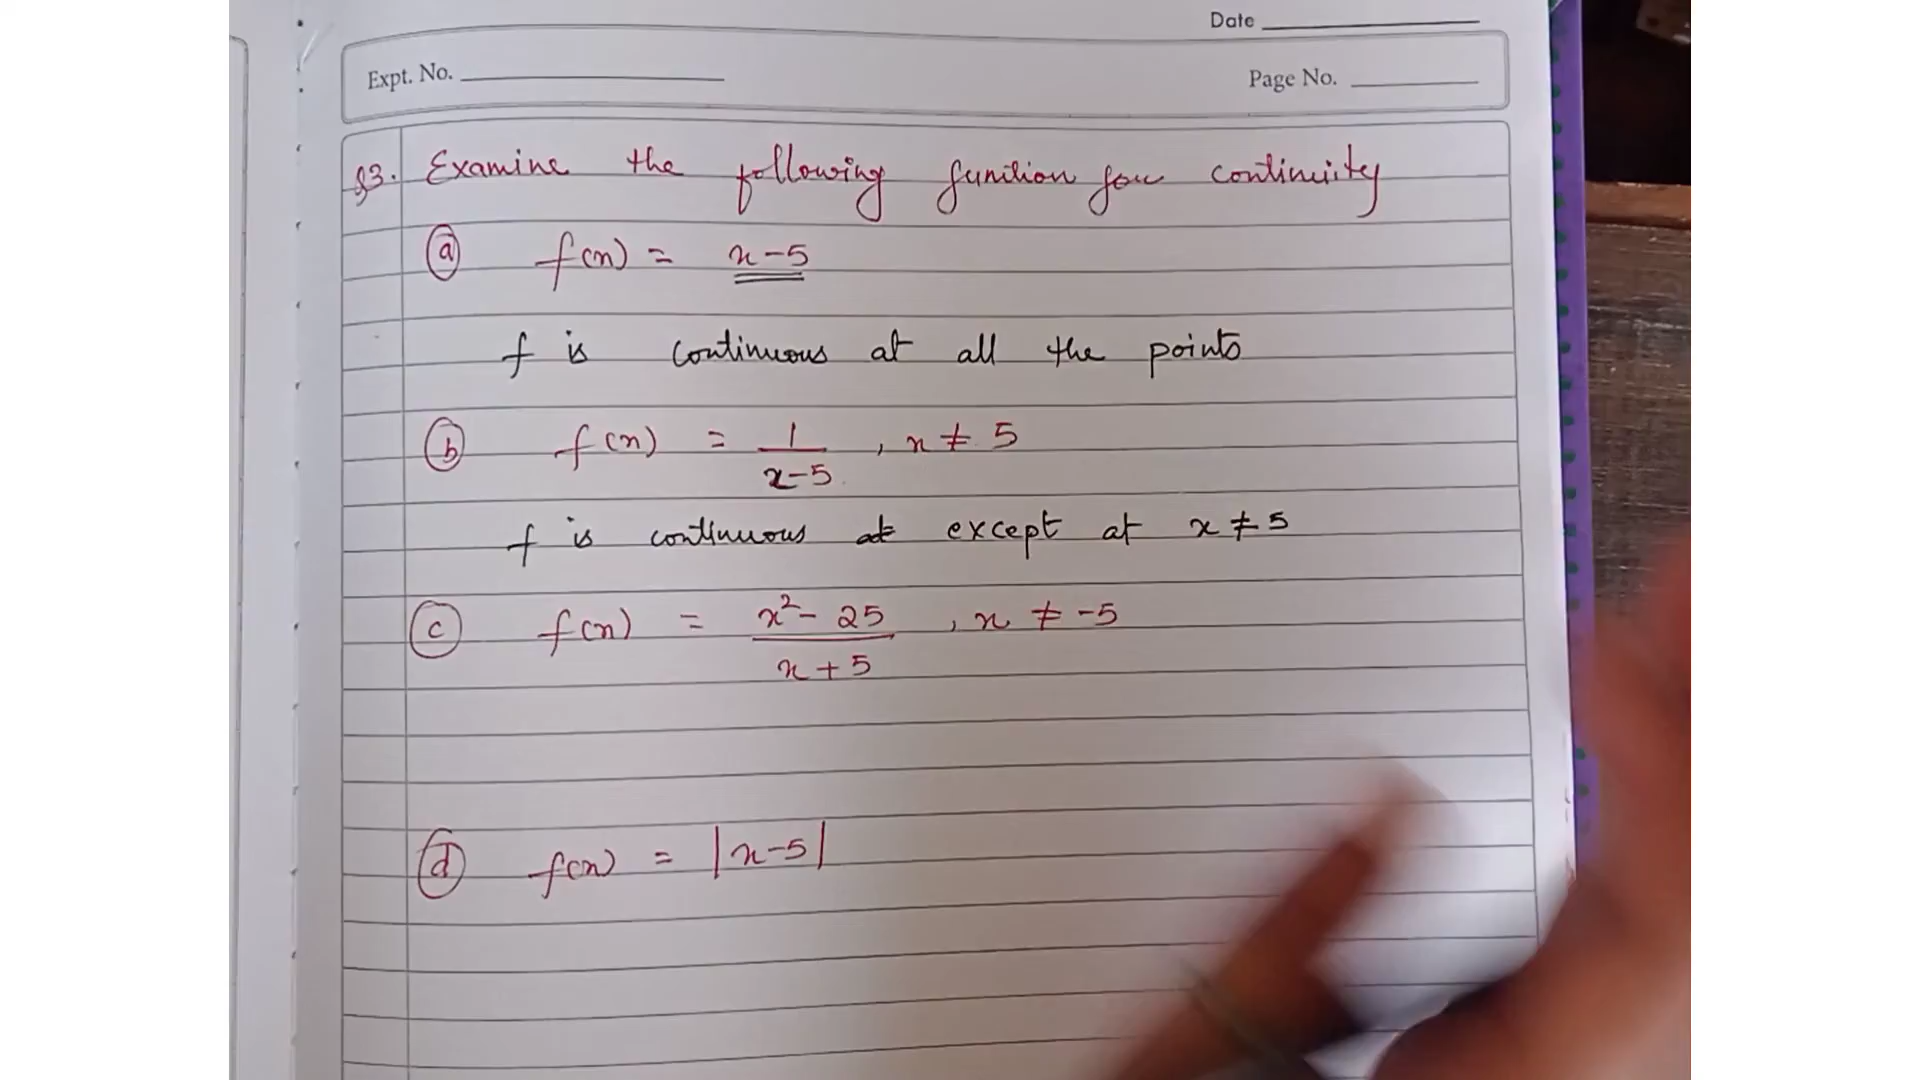 Date
Expt. No.
Page No.
Q3. Examine the following funition for continuity
(a) f(x) = x-5
f is continuous at all the points
(b) f(x) = 1/(x-5) , x ≠ 5
f is continuous at except at x ≠ 5
(c) f(x) = (x² - 25)/(x + 5) , x ≠ -5
(d) f(x) = |x-5|